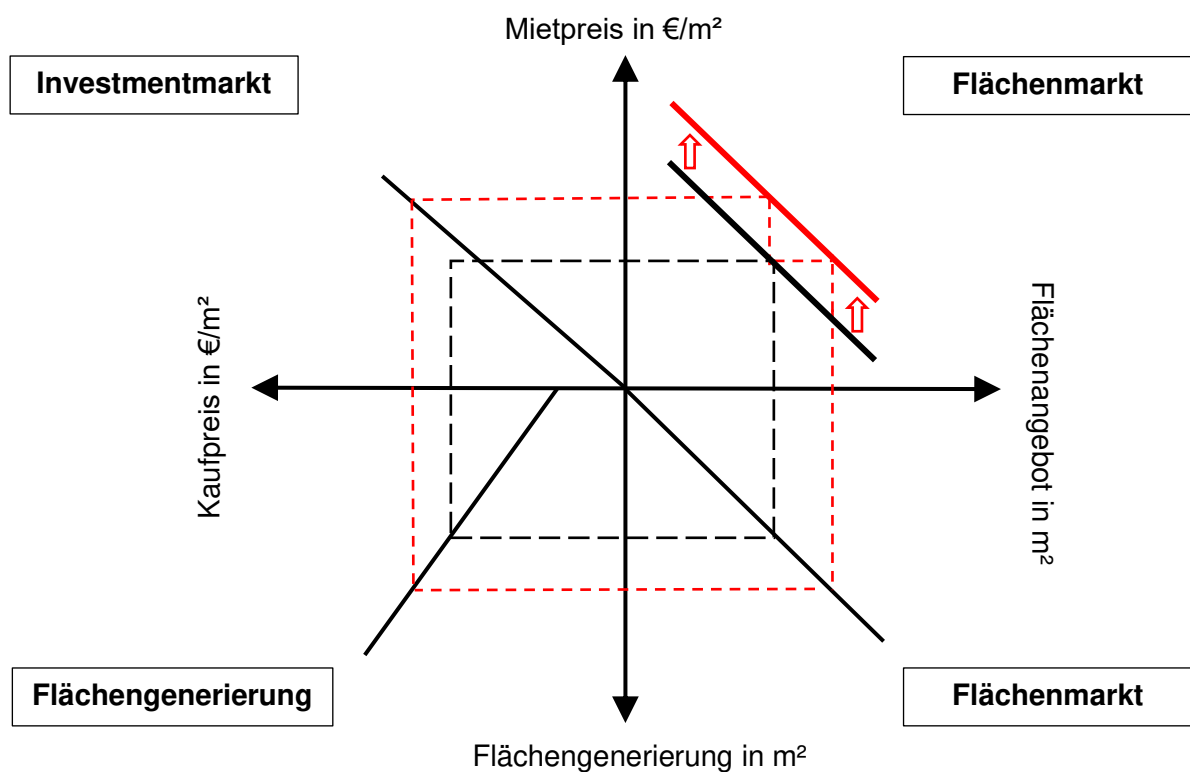 Mietpreis in €/m²
Investmentmarkt
Flächenmarkt
Kaufpreis in €/m²
Flächenangebot in m²
Flächengenerierung
Flächenmarkt
Flächengenerierung in m²